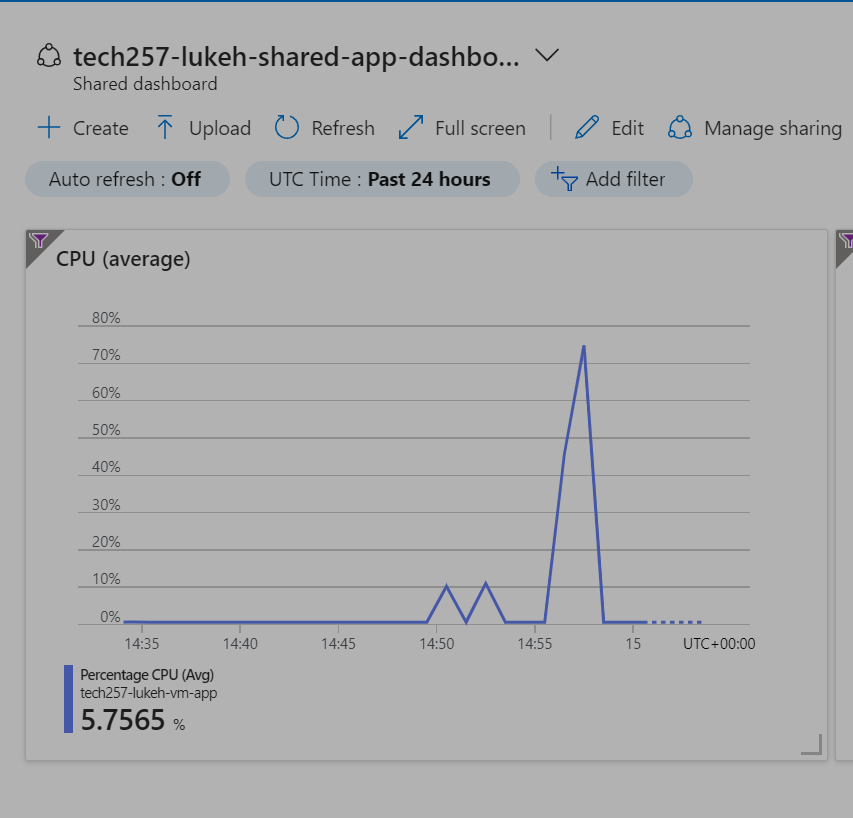 tech257-lukeh-shared-app-dashbo...
Shared dashboard
Create Upload Refresh Full screen Edit Manage sharing
Auto refresh : Off UTC Time : Past 24 hours Add filter
CPU (average)
80%
70%
60%
50%
40%
30%
20%
10%
0%
14:35 14:40 14:45 14:50 14:55 15 UTC+00:00
Percentage CPU (Avg)
tech257-lukeh-vm-app
5.7565 %